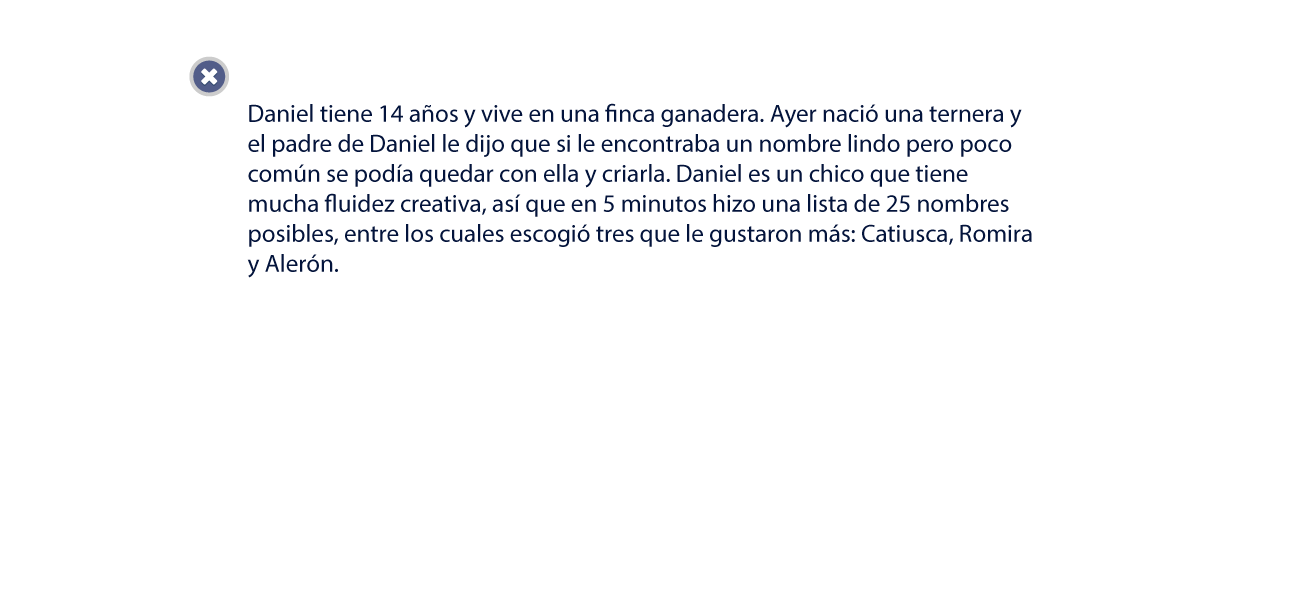 Daniel tiene 14 años y vive en una finca ganadera. Ayer nació una ternera y
el padre de Daniel le dijo que si le encontraba un nombre lindo pero poco
común se podía quedar con ella y criarla. Daniel es un chico que tiene
mucha fluidez creativa, así que en 5 minutos hizo una lista de 25 nombres
posibles, entre los cuales escogió tres que le gustaron más: Catiusca, Romira
y Alerón.